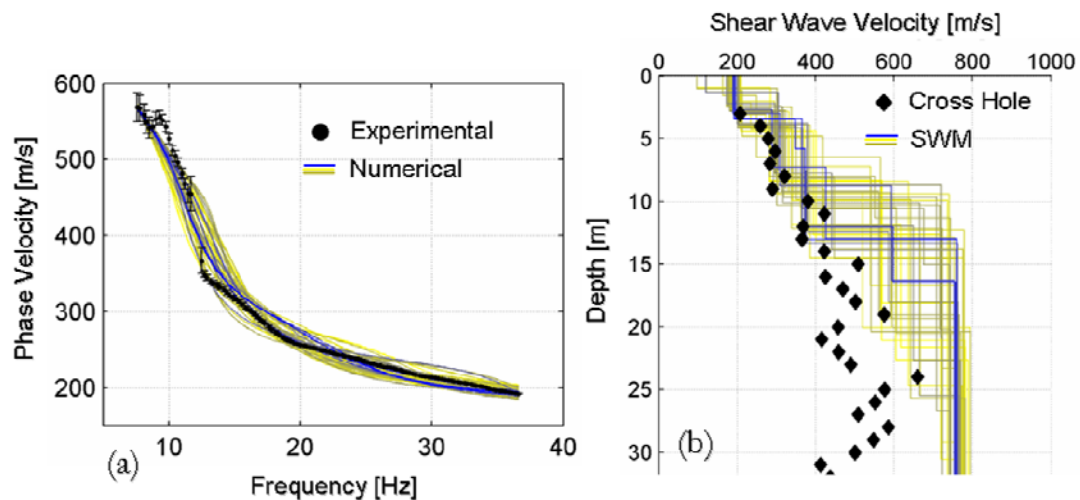 600
500
400
300
200
10
20
30
40
Phase Velocity [m/s]
Frequency [Hz]
Experimental
Numerical
(a)
Shear Wave Velocity [m/s]
0
200
400
600
800
1000
0
5
10
15
20
25
30
Depth [m]
Cross Hole
SWM
(b)